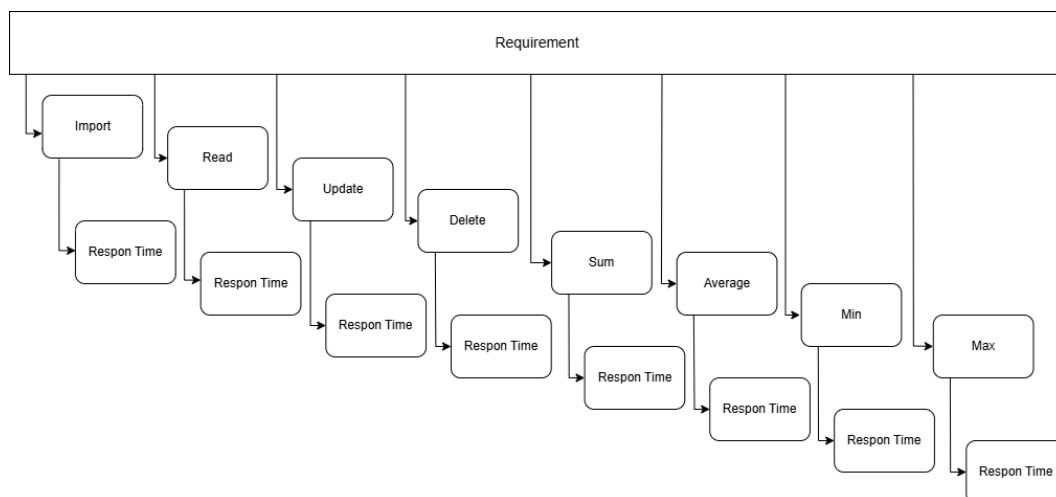 Requirement
Import
Read
Update
Delete
Sum
Average
Min
Max
Respon Time
Respon Time
Respon Time
Respon Time
Respon Time
Respon Time
Respon Time
Respon Time